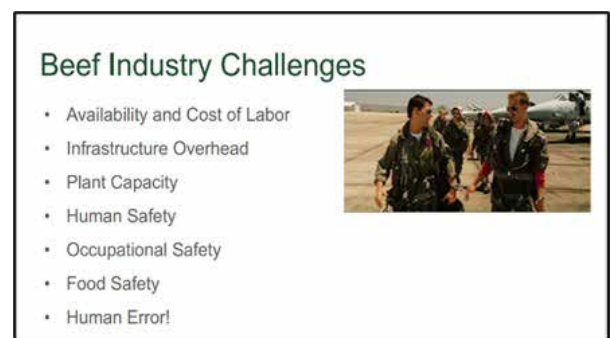 Beef Industry Challenges
• Availability and Cost of Labor
• Infrastructure Overhead
• Plant Capacity
• Human Safety
• Occupational Safety
• Food Safety
• Human Error!